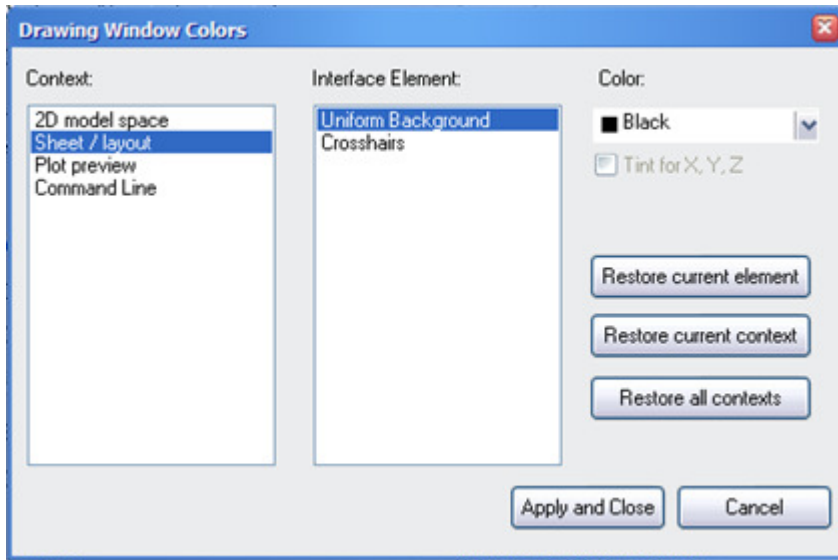 Drawing Window Colors
Context:
2D model space
Sheet / layout
Plot preview
Command Line
Interface Element:
Uniform Background
Crosshairs
Color:
Black
Tint for X, Y, Z
Restore current element
Restore current context
Restore all contexts
Apply and Close
Cancel